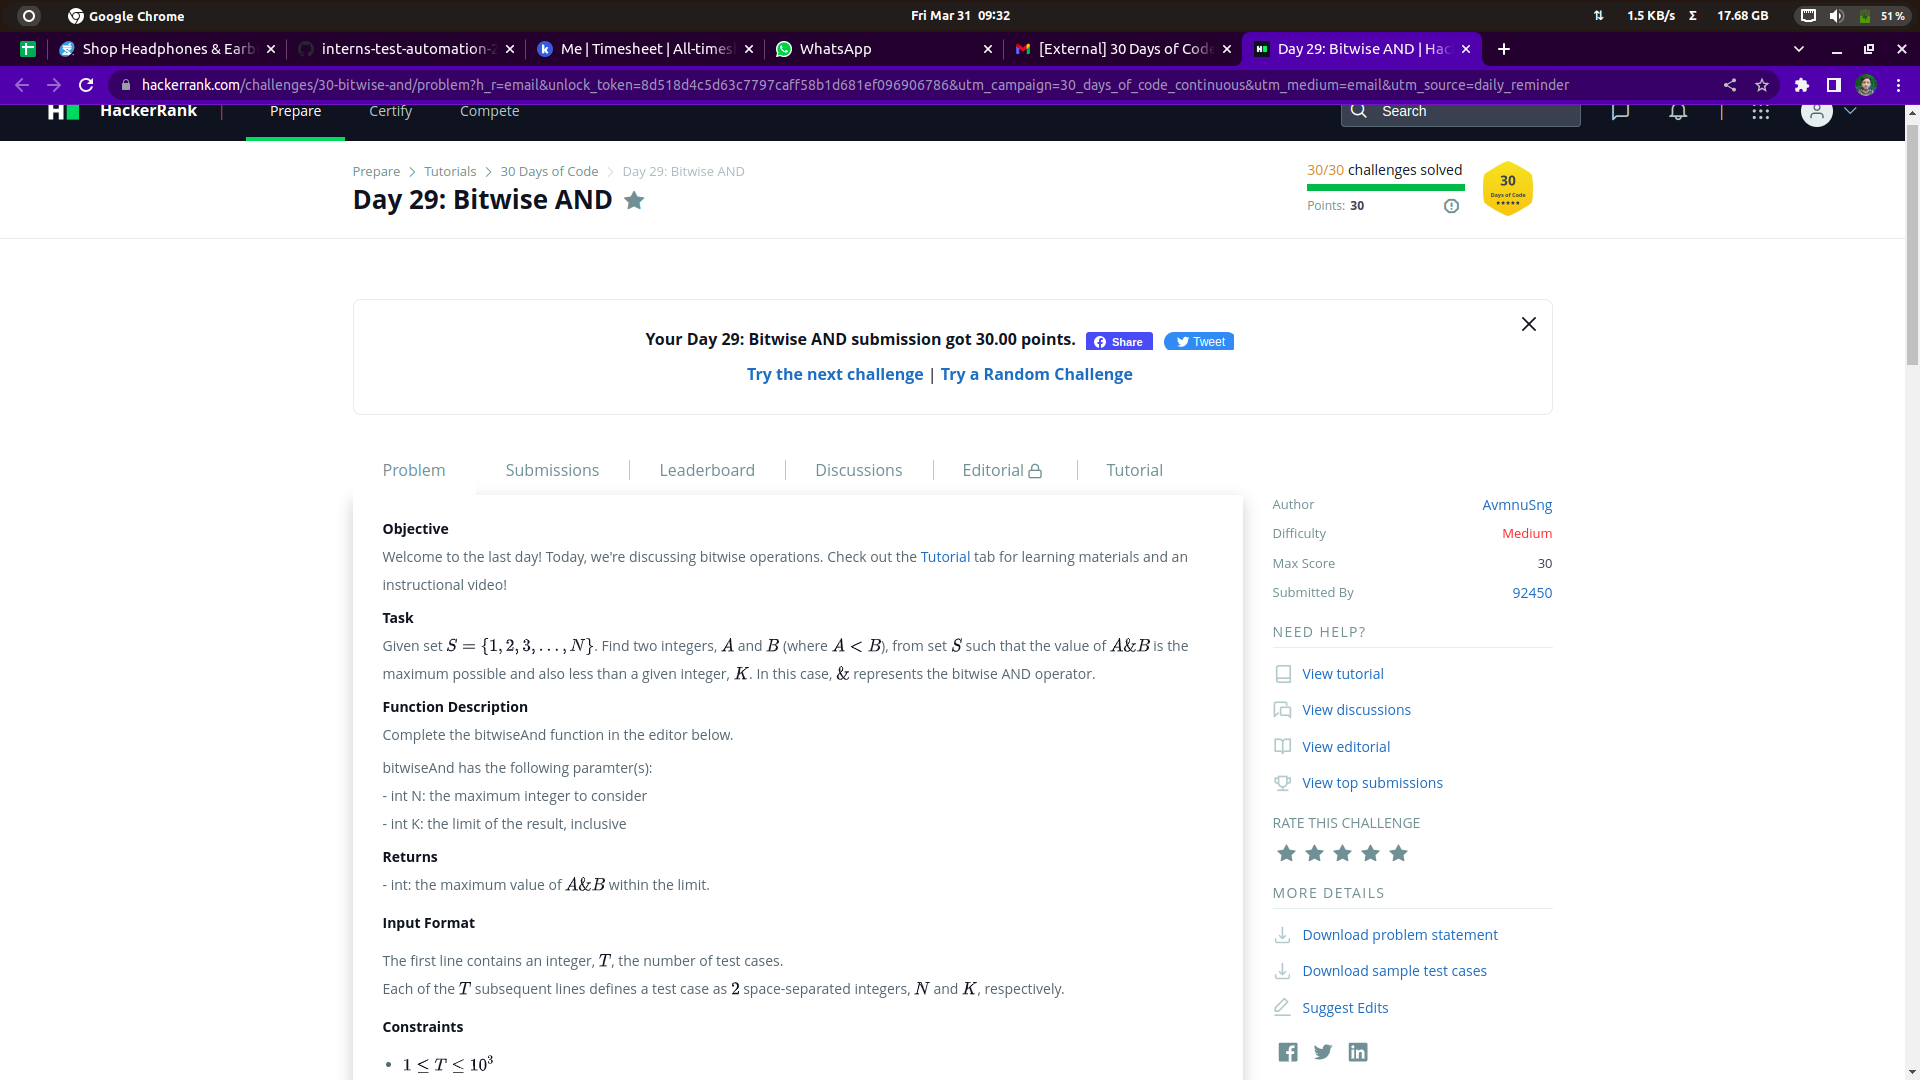 Google Chrome
Fri Mar 31 09:32
1.5 KB/s Σ 17.68 GB
51 %
Shop Headphones & Earb
interns-test-automation-2
Me | Timesheet | All-times
WhatsApp
[External] 30 Days of Code
Day 29: Bitwise AND | Hac
hackerrank.com/challenges/30-bitwise-and/problem?h_r=email&unlock_token=8d518d4c5d63c7797caff58b1d681ef096906786&utm_campaign=30_days_of_code_continuous&utm_medium=email&utm_source=daily_reminder
HackerRank
Prepare
Certify
Compete
Search
Prepare > Tutorials > 30 Days of Code > Day 29: Bitwise AND
Day 29: Bitwise AND
30/30 challenges solved
Points: 30
30
Days of Code
Your Day 29: Bitwise AND submission got 30.00 points.
Share
Tweet
Try the next challenge | Try a Random Challenge
Problem
Submissions
Leaderboard
Discussions
Editorial
Tutorial
Objective
Welcome to the last day! Today, we're discussing bitwise operations. Check out the Tutorial tab for learning materials and an
instructional video!
Task
Given set S = {1, 2, 3, . . . , N}. Find two integers, A and B (where A < B), from set S such that the value of A&B is the
maximum possible and also less than a given integer, K. In this case, & represents the bitwise AND operator.
Function Description
Complete the bitwiseAnd function in the editor below.
bitwiseAnd has the following paramter(s):
- int N: the maximum integer to consider
- int K: the limit of the result, inclusive
Returns
- int: the maximum value of A&B within the limit.
Input Format
The first line contains an integer, T, the number of test cases.
Each of the T subsequent lines defines a test case as 2 space-separated integers, N and K, respectively.
Constraints
• 1 ≤ T ≤ 10³
Author
AvmnuSng
Difficulty
Medium
Max Score
30
Submitted By
92450
NEED HELP?
View tutorial
View discussions
View editorial
View top submissions
RATE THIS CHALLENGE
MORE DETAILS
Download problem statement
Download sample test cases
Suggest Edits